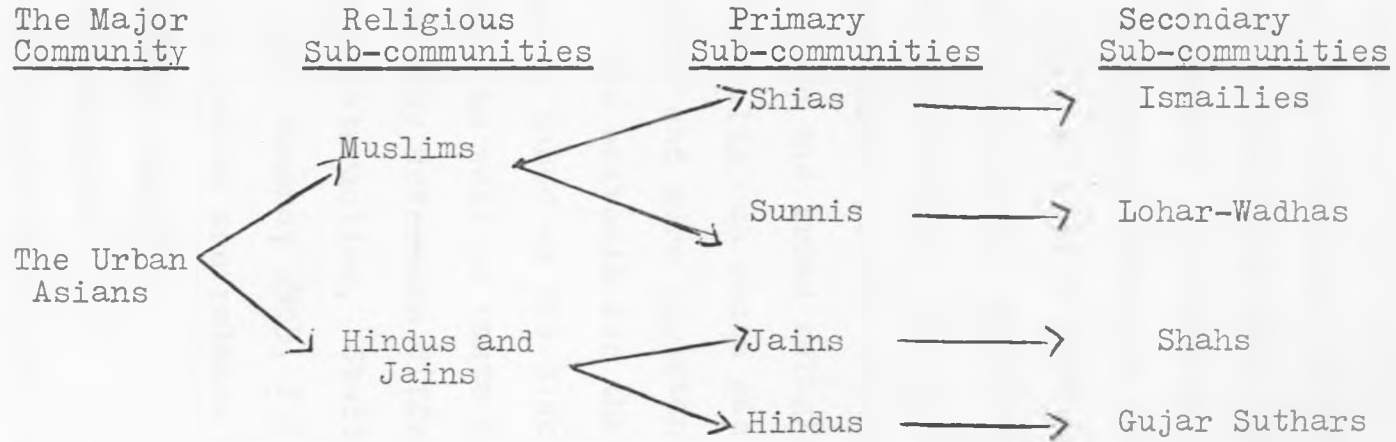 The Major Religious Primary Secondary
Community Sub-communities Sub-communities Sub-communities
Shias Ismailies
Muslims
Sunnis Lohar-Wadhas
The Urban
Asians
Hindus and Jains Shahs
Jains
Hindus Gujar Suthars